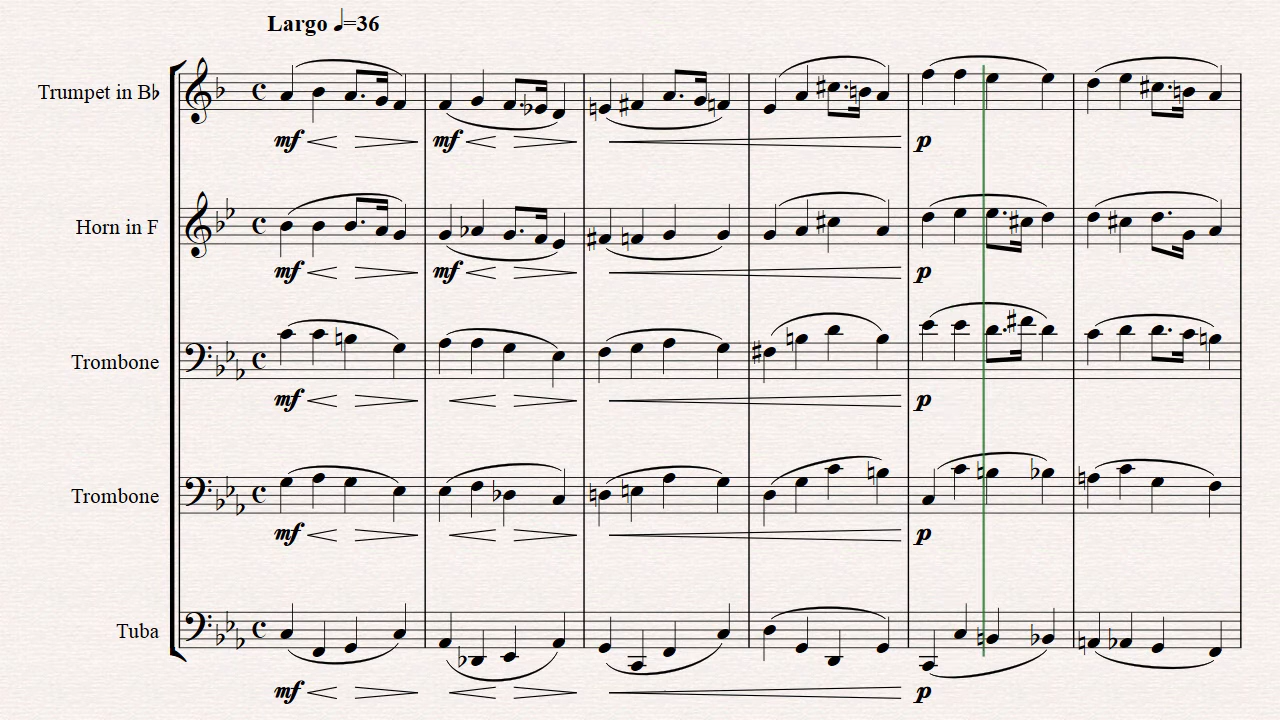 Largo ♩=36
Trumpet in B♭
mf mf p
Horn in F
mf mf p
Trombone
mf p
Trombone
mf p
Tuba
mf p